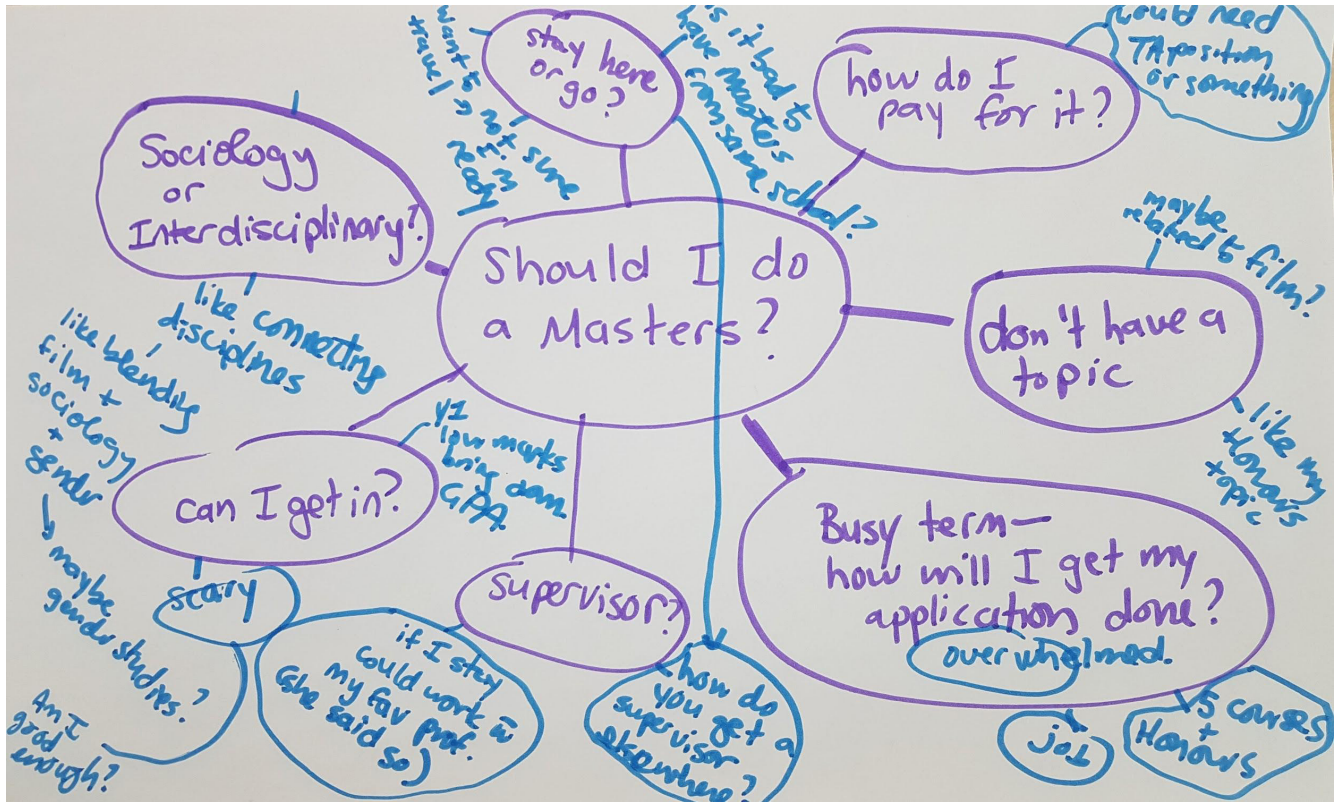 want to
travel → not sure
I'm
ready
stay here
or
go?
is it bad to
have masters
from same school?
how do I
pay for it?
would need
TA position
or something
Sociology
or
Interdisciplinary?
like connecting
disciplines
like blending
film +
sociology
+
gender
maybe
gender studies?
Am I
good
enough?
Should I do
a Masters?
maybe
related to film?
don't have a
topic
like my
Honours
topic
can I get in?
Y1
low marks
bring down
GPA
scary
supervisor?
if I stay
could work w
my fav prof.
(she said
so)
how do
you get a
supervisor
elsewhere?
Busy term—
how will I get my
application done?
overwhelmed.
job
5 courses
+
Honours